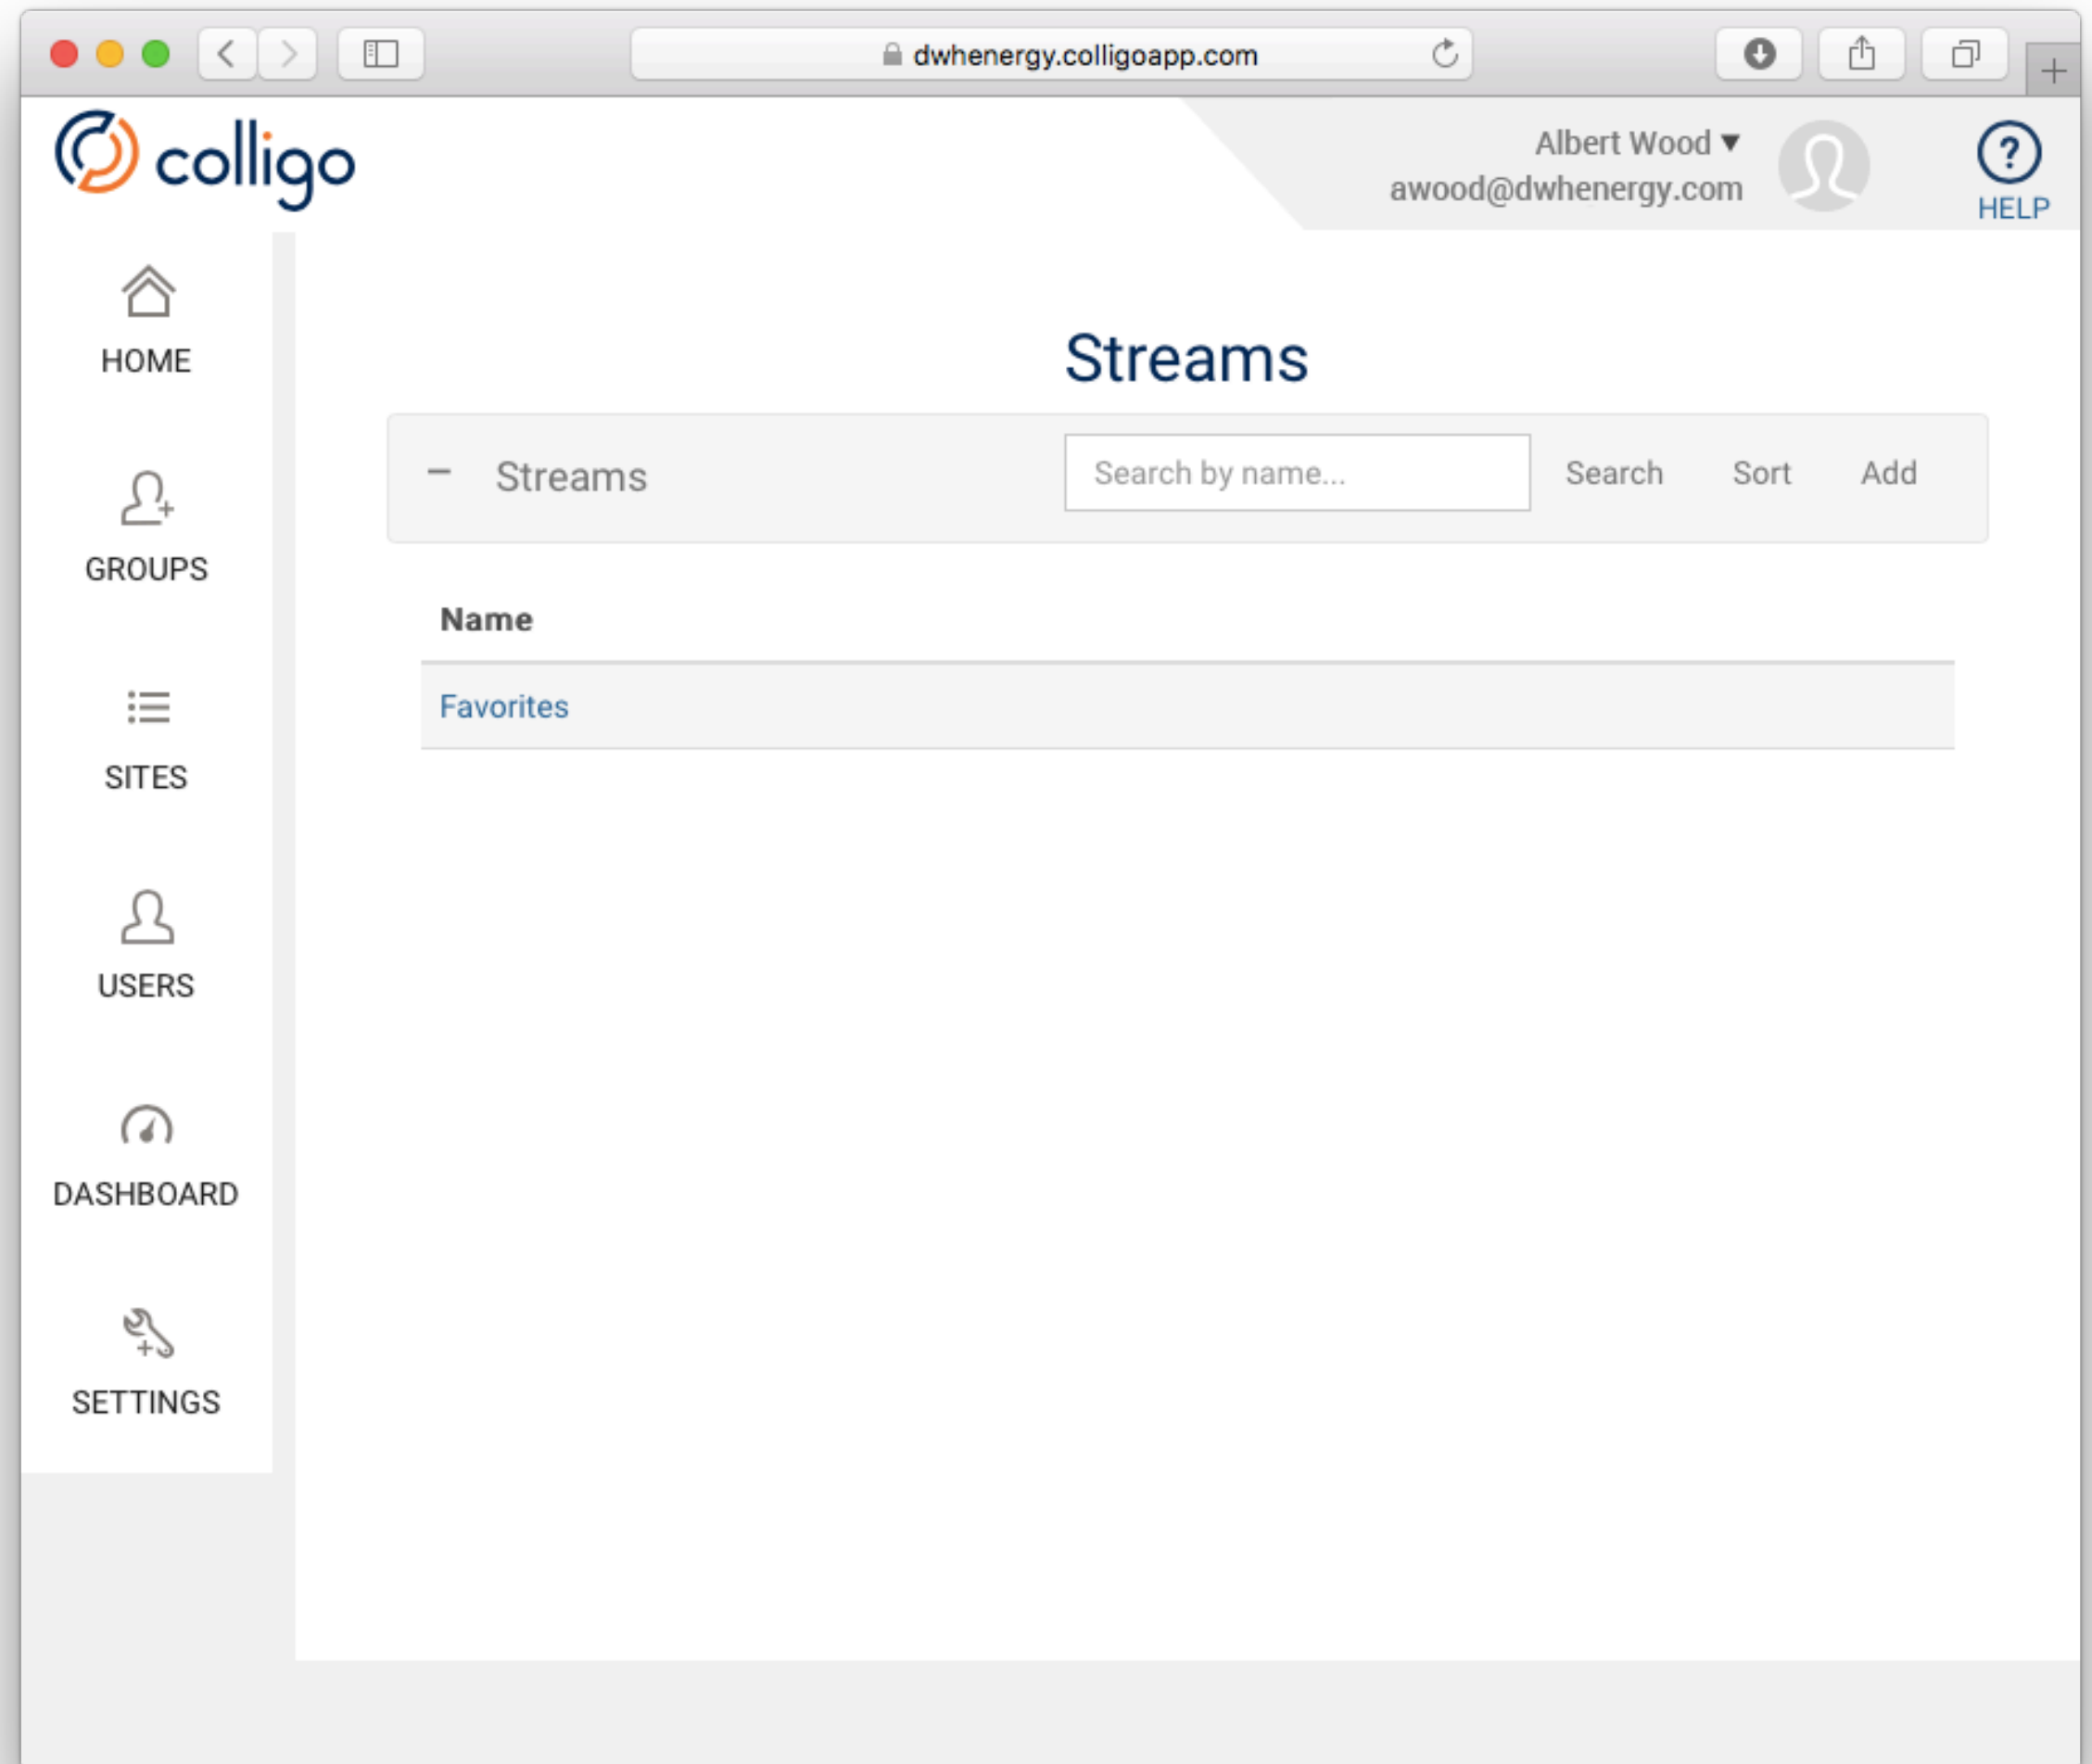 dwhenergy.colligoapp.com
colligo
Albert Wood ▼
awood@dwhenergy.com
?
HELP
HOME
GROUPS
SITES
USERS
DASHBOARD
SETTINGS
Streams
– Streams Search by name... Search Sort Add
Name
Favorites